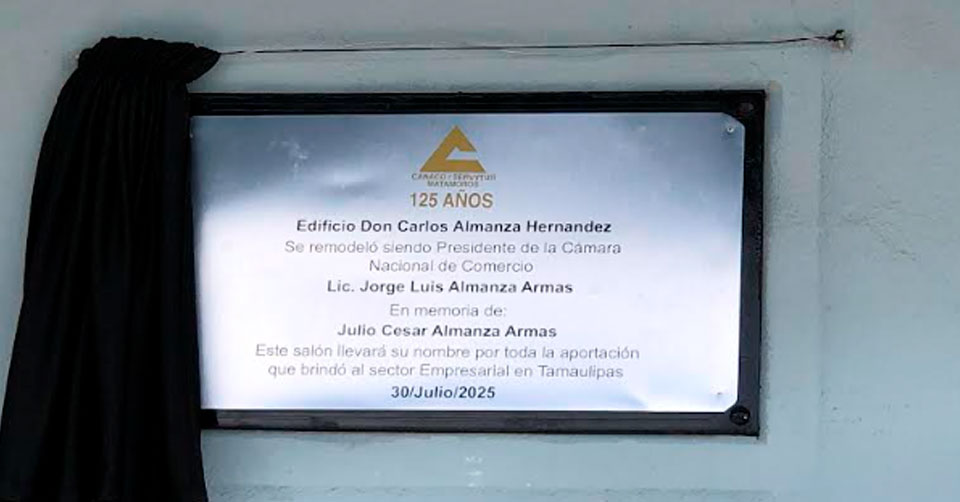 CANACO / SERVYTUR
MATAMOROS
125 AÑOS
Edificio Don Carlos Almanza Hernandez
Se remodeló siendo Presidente de la Cámara
Nacional de Comercio
Lic. Jorge Luis Almanza Armas
En memoria de:
Julio Cesar Almanza Armas
Este salón llevará su nombre por toda la aportación
que brindó al sector Empresarial en Tamaulipas
30/Julio/2025